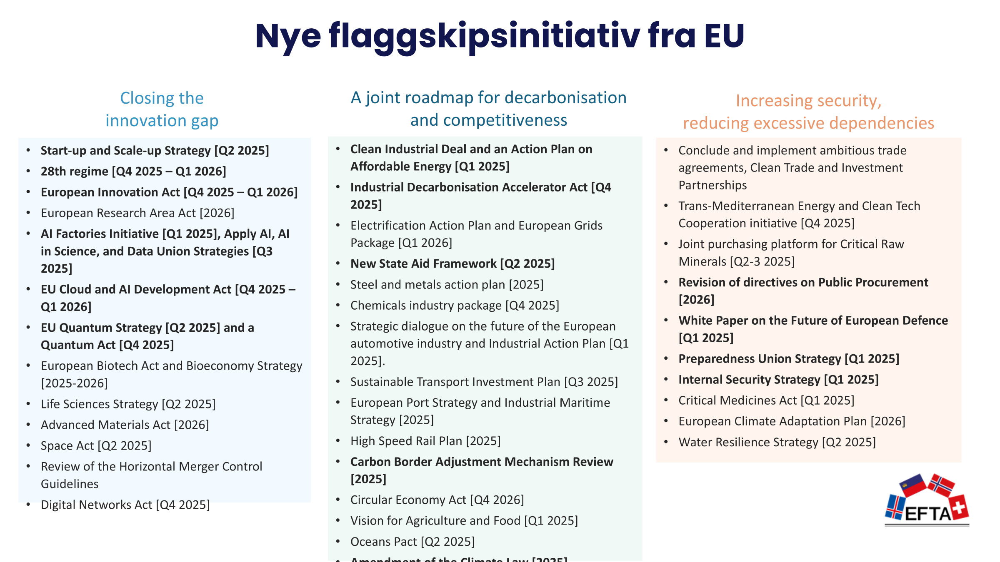 Nye flaggskipsinitiativ fra EU
Closing the
innovation gap
• Start-up and Scale-up Strategy [Q2 2025]
• 28th regime [Q4 2025 – Q1 2026]
• European Innovation Act [Q4 2025 – Q1 2026]
• European Research Area Act [2026]
• AI Factories Initiative [Q1 2025], Apply AI, AI
in Science, and Data Union Strategies [Q3
2025]
• EU Cloud and AI Development Act [Q4 2025 –
Q1 2026]
• EU Quantum Strategy [Q2 2025] and a
Quantum Act [Q4 2025]
• European Biotech Act and Bioeconomy Strategy
[2025-2026]
• Life Sciences Strategy [Q2 2025]
• Advanced Materials Act [2026]
• Space Act [Q2 2025]
• Review of the Horizontal Merger Control
Guidelines
• Digital Networks Act [Q4 2025]
A joint roadmap for decarbonisation
and competitiveness
• Clean Industrial Deal and an Action Plan on
Affordable Energy [Q1 2025]
• Industrial Decarbonisation Accelerator Act [Q4
2025]
• Electrification Action Plan and European Grids
Package [Q1 2026]
• New State Aid Framework [Q2 2025]
• Steel and metals action plan [2025]
• Chemicals industry package [Q4 2025]
• Strategic dialogue on the future of the European
automotive industry and Industrial Action Plan [Q1
2025].
• Sustainable Transport Investment Plan [Q3 2025]
• European Port Strategy and Industrial Maritime
Strategy [2025]
• High Speed Rail Plan [2025]
• Carbon Border Adjustment Mechanism Review
[2025]
• Circular Economy Act [Q4 2026]
• Vision for Agriculture and Food [Q1 2025]
• Oceans Pact [Q2 2025]
• Amendment of the Climate Law [2025]
Increasing security,
reducing excessive dependencies
• Conclude and implement ambitious trade
agreements, Clean Trade and Investment
Partnerships
• Trans-Mediterranean Energy and Clean Tech
Cooperation initiative [Q4 2025]
• Joint purchasing platform for Critical Raw
Minerals [Q2-3 2025]
• Revision of directives on Public Procurement
[2026]
• White Paper on the Future of European Defence
[Q1 2025]
• Preparedness Union Strategy [Q1 2025]
• Internal Security Strategy [Q1 2025]
• Critical Medicines Act [Q1 2025]
• European Climate Adaptation Plan [2026]
• Water Resilience Strategy [Q2 2025]
EFTA